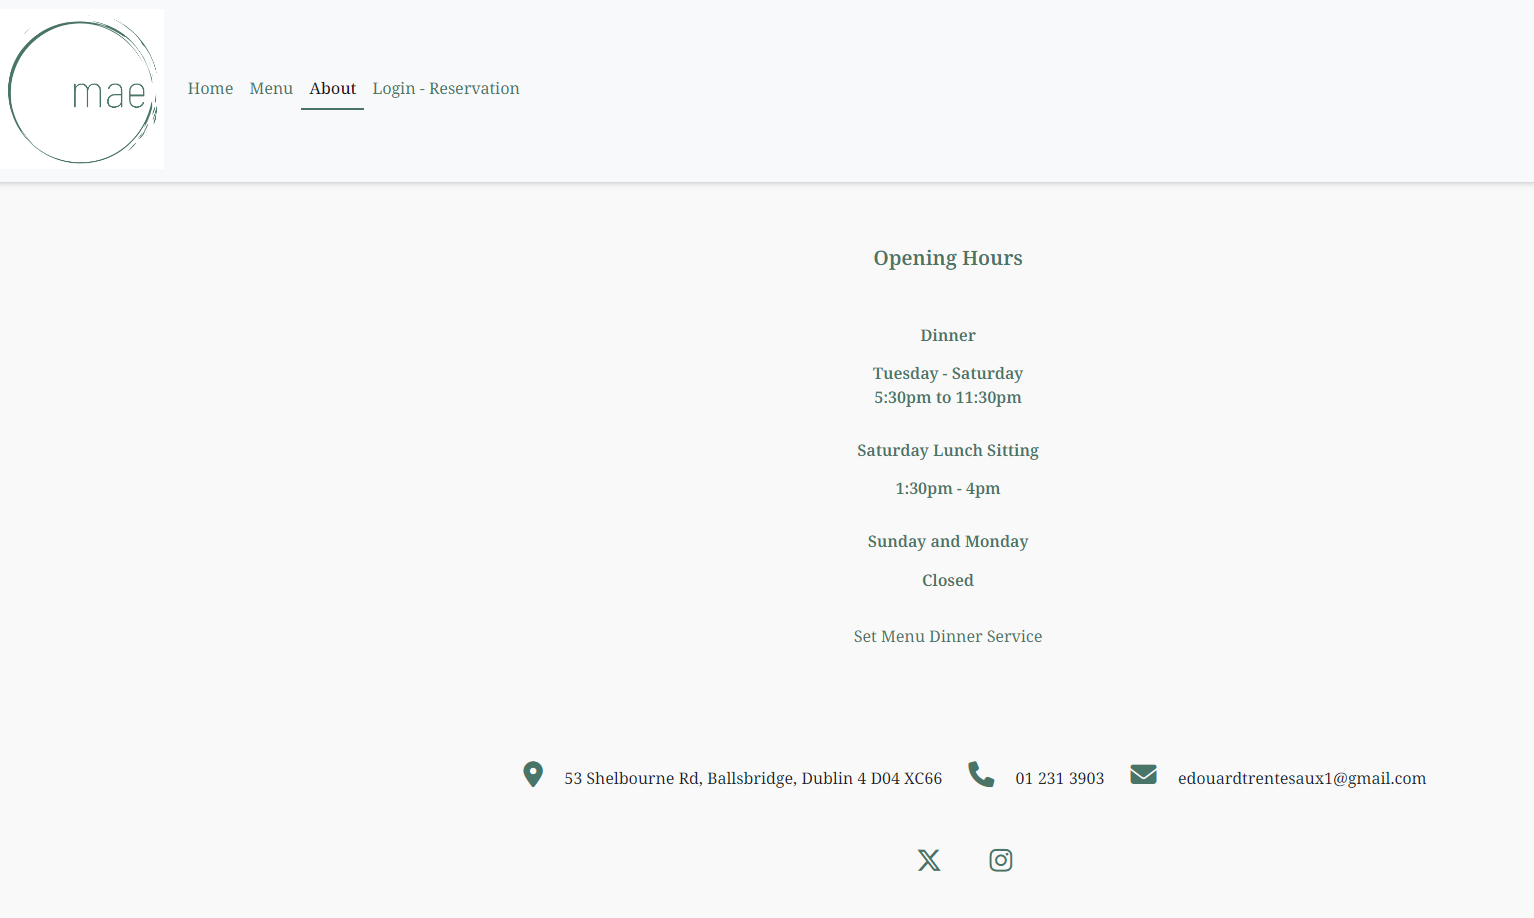 mae
Home Menu About Login - Reservation
Opening Hours
Dinner
Tuesday - Saturday
5:30pm to 11:30pm
Saturday Lunch Sitting
1:30pm - 4pm
Sunday and Monday
Closed
Set Menu Dinner Service
53 Shelbourne Rd, Ballsbridge, Dublin 4 D04 XC66 01 231 3903 edouardtrentesaux1@gmail.com